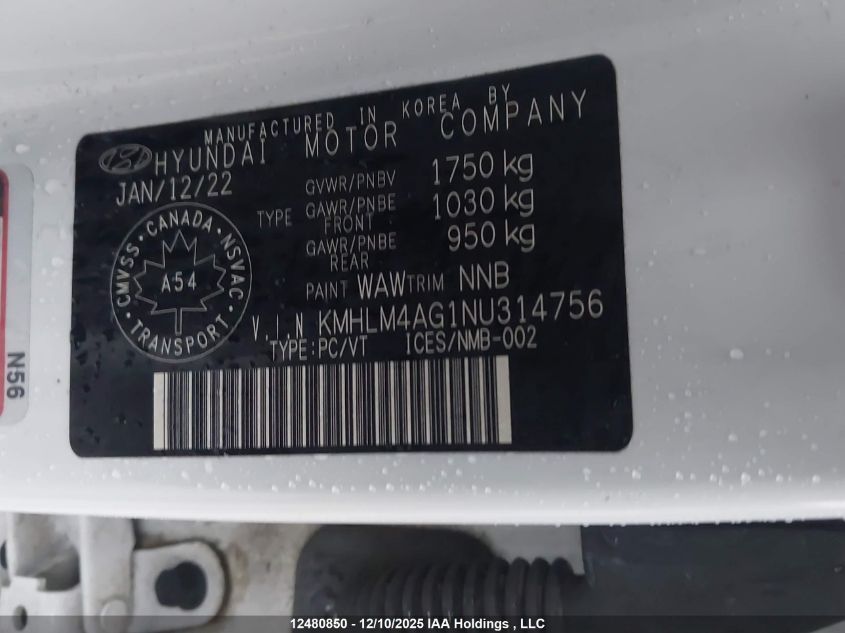 MANUFACTURED IN KOREA BY
HYUNDAI MOTOR COMPANY
JAN/12/22
GVWR/PNBV 1750 kg
TYPE GAWR/PNBE FRONT 1030 kg
GAWR/PNBE REAR 950 kg
PAINT WAW TRIM NNB
V.I.N KMHLM4AG1NU314756
TYPE:PC/VT ICES/NMB-002
CMVSS · CANADA · NSVAC
A54
· TRANSPORT ·
N56
12480850 - 12/10/2025 IAA Holdings , LLC